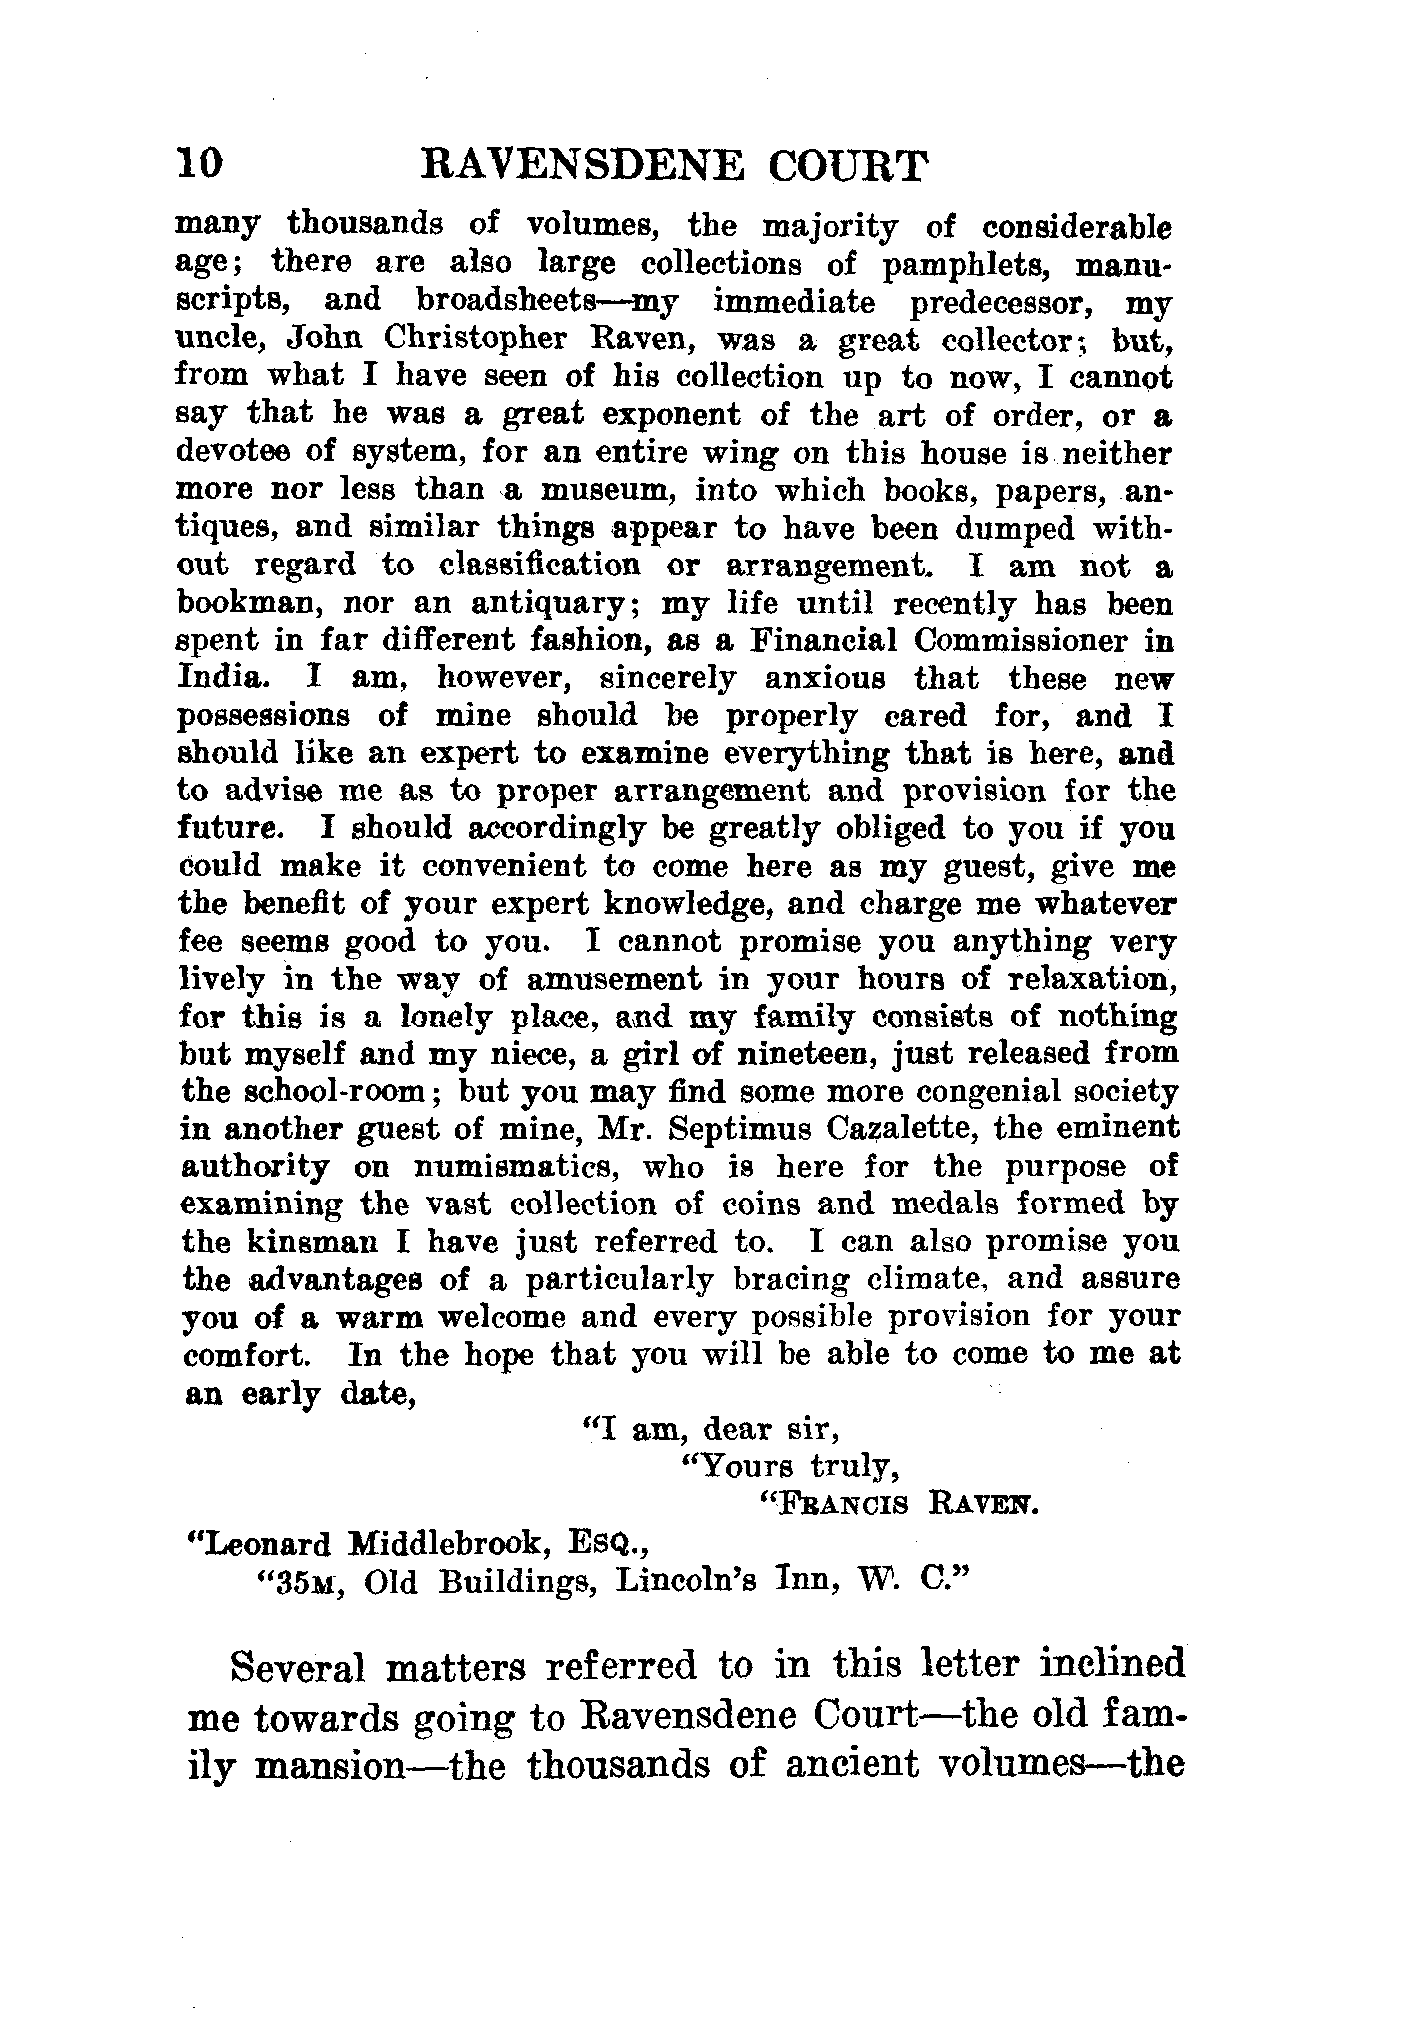 10 RAVENSDENE COURT
many thousands of volumes, the majority of considerable
age; there are also large collections of pamphlets, manu-
scripts, and broadsheets—my immediate predecessor, my
uncle, John Christopher Raven, was a great collector; but,
from what I have seen of his collection up to now, I cannot
say that he was a great exponent of the art of order, or a
devotee of system, for an entire wing on this house is neither
more nor less than a museum, into which books, papers, an-
tiques, and similar things appear to have been dumped with-
out regard to classification or arrangement. I am not a
bookman, nor an antiquary; my life until recently has been
spent in far different fashion, as a Financial Commissioner in
India. I am, however, sincerely anxious that these new
possessions of mine should be properly cared for, and I
should like an expert to examine everything that is here, and
to advise me as to proper arrangement and provision for the
future. I should accordingly be greatly obliged to you if you
could make it convenient to come here as my guest, give me
the benefit of your expert knowledge, and charge me whatever
fee seems good to you. I cannot promise you anything very
lively in the way of amusement in your hours of relaxation,
for this is a lonely place, and my family consists of nothing
but myself and my niece, a girl of nineteen, just released from
the school-room; but you may find some more congenial society
in another guest of mine, Mr. Septimus Cazalette, the eminent
authority on numismatics, who is here for the purpose of
examining the vast collection of coins and medals formed by
the kinsman I have just referred to. I can also promise you
the advantages of a particularly bracing climate, and assure
you of a warm welcome and every possible provision for your
comfort. In the hope that you will be able to come to me at
an early date,
"I am, dear sir,
"Yours truly,
"FRANCIS RAVEN.
"Leonard Middlebrook, ESQ.,
"35M, Old Buildings, Lincoln's Inn, W. C."
Several matters referred to in this letter inclined
me towards going to Ravensdene Court—the old fam-
ily mansion—the thousands of ancient volumes—the